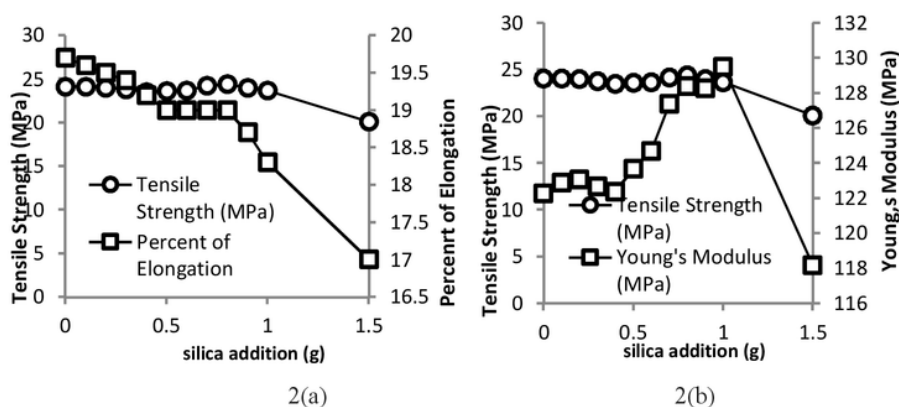 Tensile Strength (MPa)
30
25
20
15
10
5
0
Tensile
Strength (MPa)
Percent of
Elongation
20
19.5
19
18.5
18
17.5
17
16.5
Percenrt of Elongation
0
0.5
1
1.5
silica addition (g)
2(a)
Tensile Strength (MPa)
30
25
20
15
10
5
0
Tensile Strength
(MPa)
Young's Modulus
(MPa)
132
130
128
126
124
122
120
118
116
Young,s Modulus (MPa)
0
0.5
1
1.5
silica addition (g)
2(b)